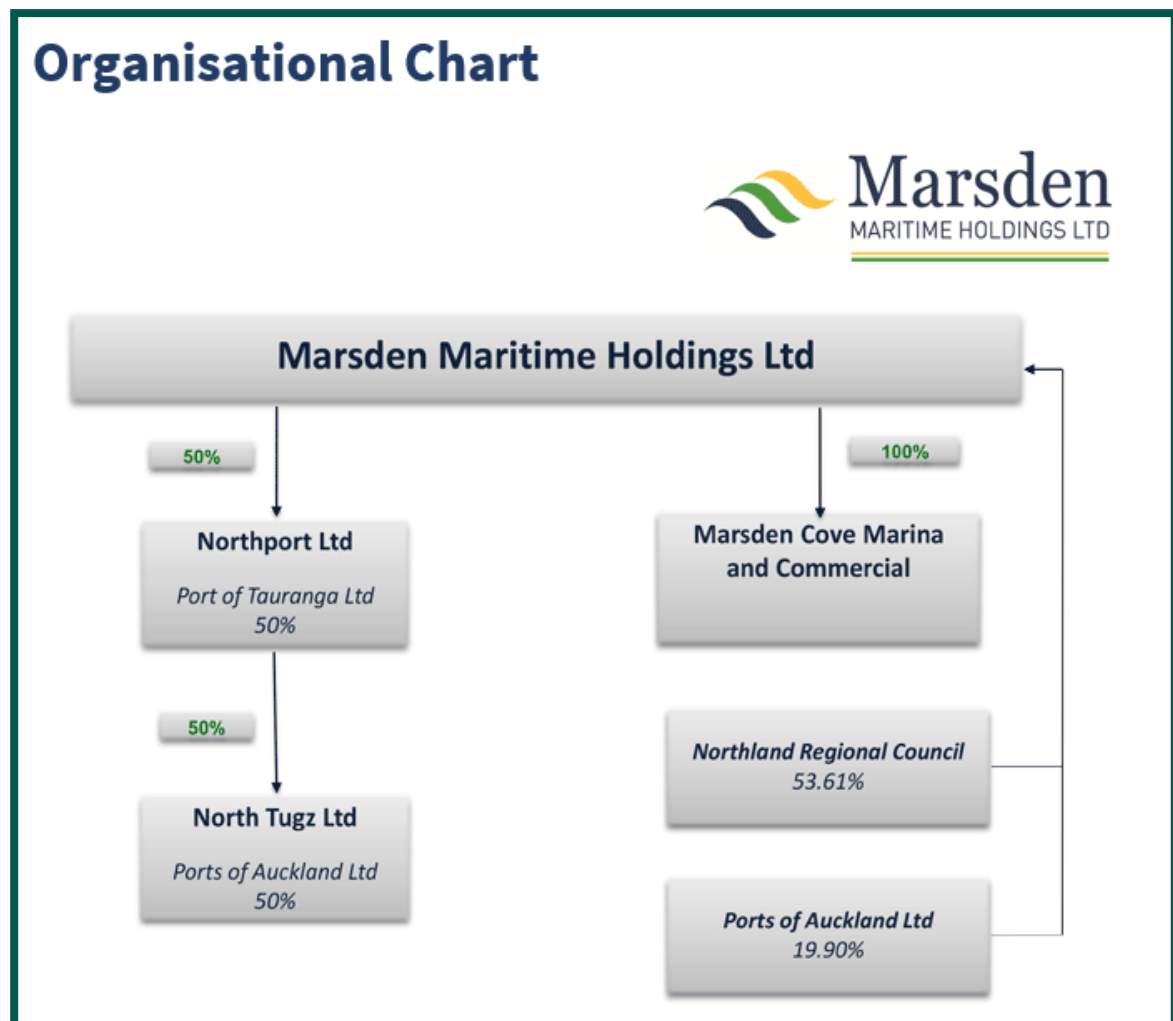 Organisational Chart
Marsden
MARITIME HOLDINGS LTD
Marsden Maritime Holdings Ltd
50%
100%
Northport Ltd
Port of Tauranga Ltd
50%
Marsden Cove Marina
and Commercial
50%
Northland Regional Council
53.61%
North Tugz Ltd
Ports of Auckland Ltd
50%
Ports of Auckland Ltd
19.90%